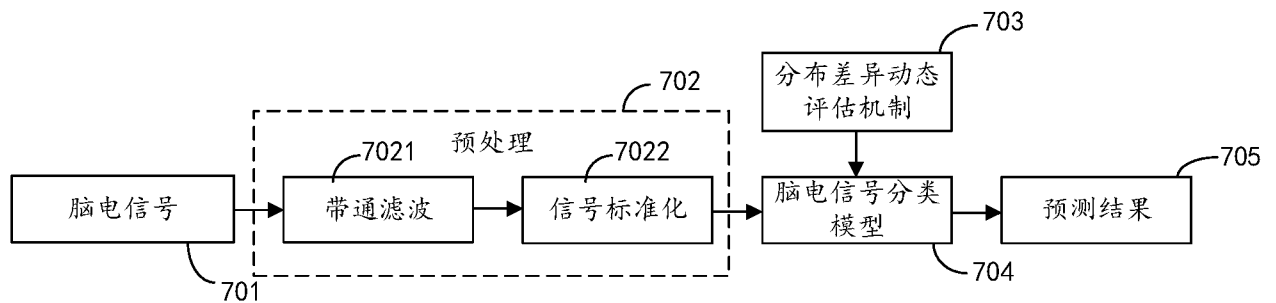 703
分布差异动态
评估机制
702
预处理
7021
7022
705
脑电信号
带通滤波
信号标准化
脑电信号分类
模型
预测结果
701
704